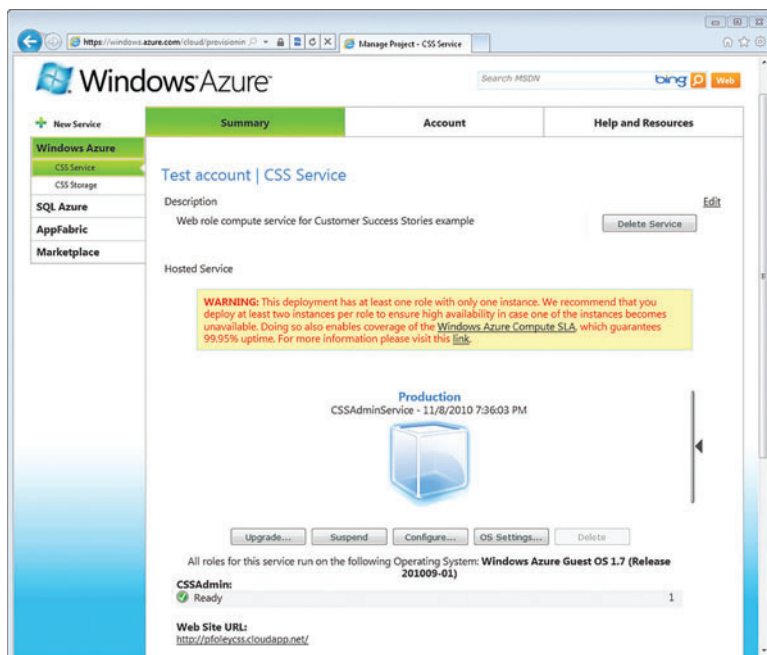 https://windows.azure.com/cloud/provisionin
Manage Project - CSS Service
Windows Azure
Search MSDN
bing
Web
New Service
Summary
Account
Help and Resources
Windows Azure
CSS Service
CSS Storage
SQL Azure
AppFabric
Marketplace
Test account | CSS Service
Description
Edit
Web role compute service for Customer Success Stories example
Delete Service
Hosted Service
WARNING: This deployment has at least one role with only one instance. We recommend that you
deploy at least two instances per role to ensure high availability in case one of the instances becomes
unavailable. Doing so also enables coverage of the Windows Azure Compute SLA, which guarantees
99.95% uptime. For more information please visit this link.
Production
CSSAdminService - 11/8/2010 7:36:03 PM
Upgrade...
Suspend
Configure...
OS Settings...
Delete
All roles for this service run on the following Operating System: Windows Azure Guest OS 1.7 (Release
201009-01)
CSSAdmin:
Ready 1
Web Site URL:
http://pfoleycss.cloudapp.net/